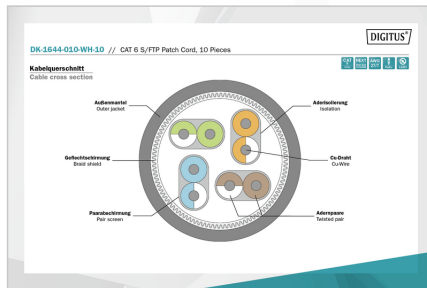 DIGITUS®
DK-1644-010-WH-10 // CAT 6 S/FTP Patch Cord, 10 Pieces
Kabelquerschnitt
Cable cross section
Außenmantel
Outer jacket
Aderisolierung
Isolation
Geflechtschirmung
Braid shield
Cu-Draht
Cu-Wire
Paarabschirmung
Pair screen
Adernpaare
Twisted pair